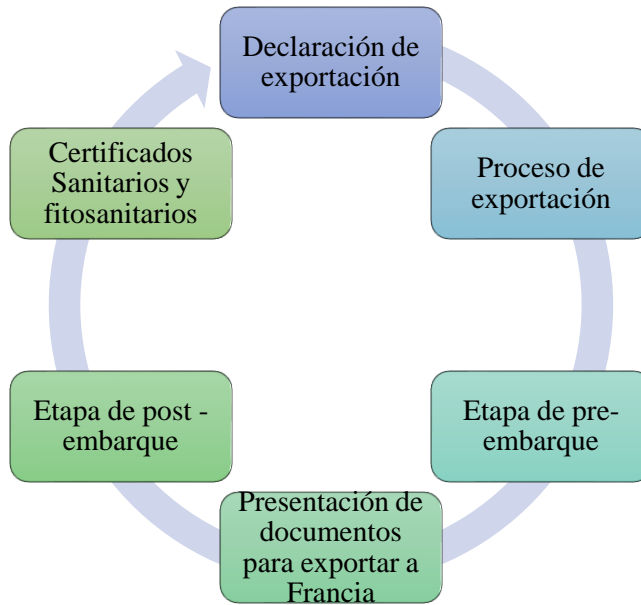 Declaración de
exportación
Proceso de
exportación
Etapa de pre-
embarque
Presentación de
documentos
para exportar a
Francia
Etapa de post -
embarque
Certificados
Sanitarios y
fitosanitarios